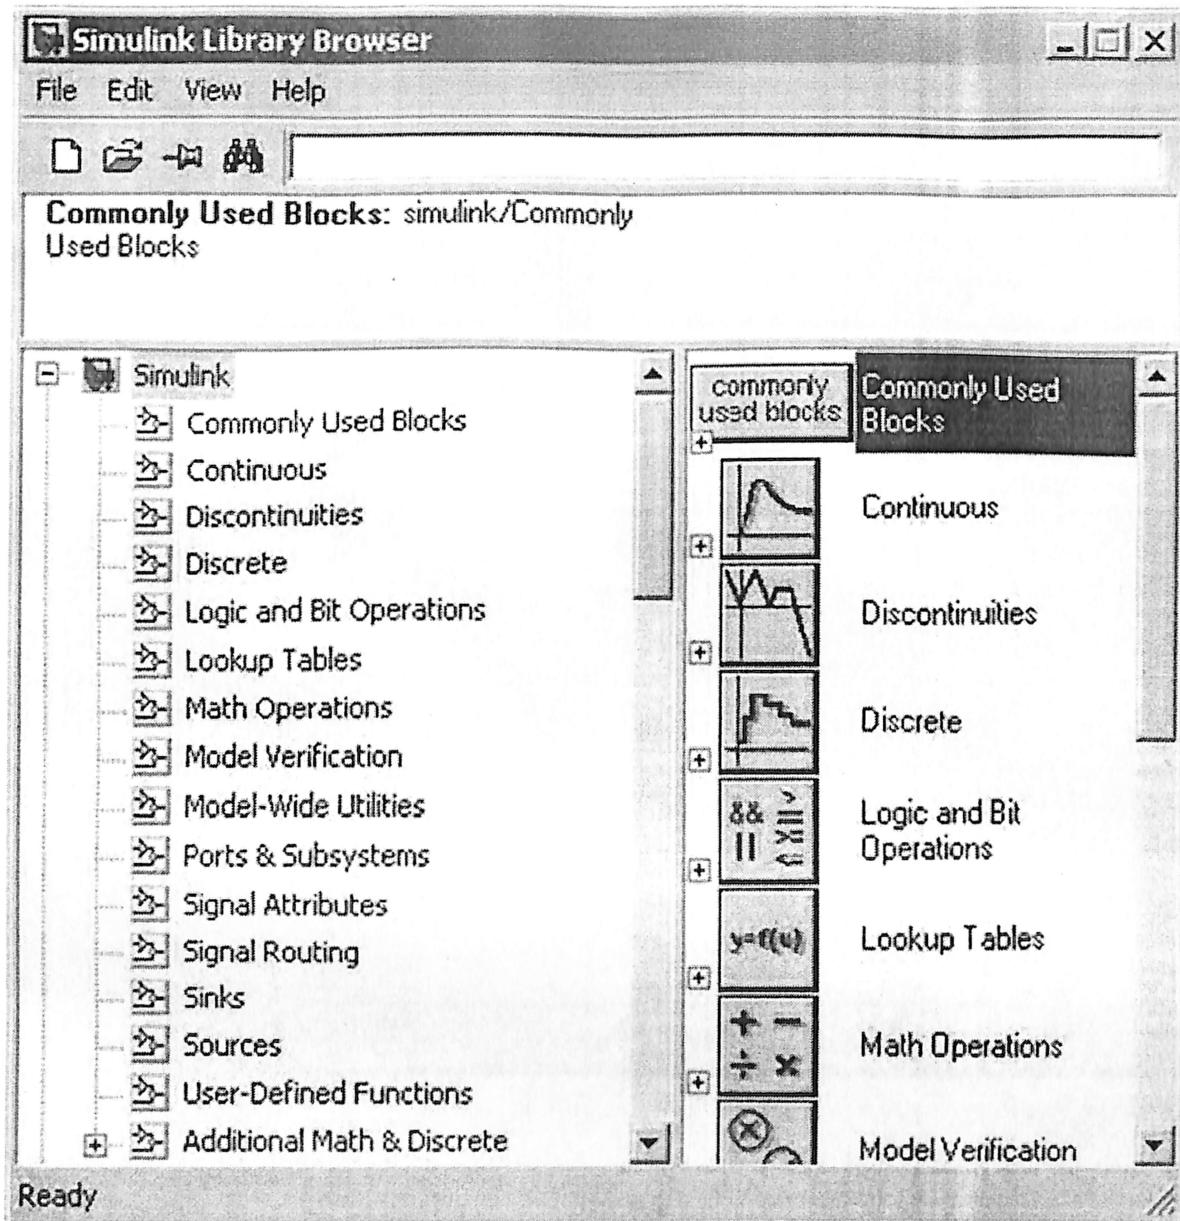 Simulink Library Browser
File Edit View Help
Commonly Used Blocks: simulink/Commonly
Used Blocks
Simulink
Commonly Used Blocks
Continuous
Discontinuities
Discrete
Logic and Bit Operations
Lookup Tables
Math Operations
Model Verification
Model-Wide Utilities
Ports & Subsystems
Signal Attributes
Signal Routing
Sinks
Sources
User-Defined Functions
Additional Math & Discrete
commonly
used blocks
Commonly Used
Blocks
Continuous
Discontinuities
Discrete
&& >=
|| <=
Logic and Bit
Operations
y=f(u)
Lookup Tables
+ -
÷ ×
Math Operations
Model Verification
Ready